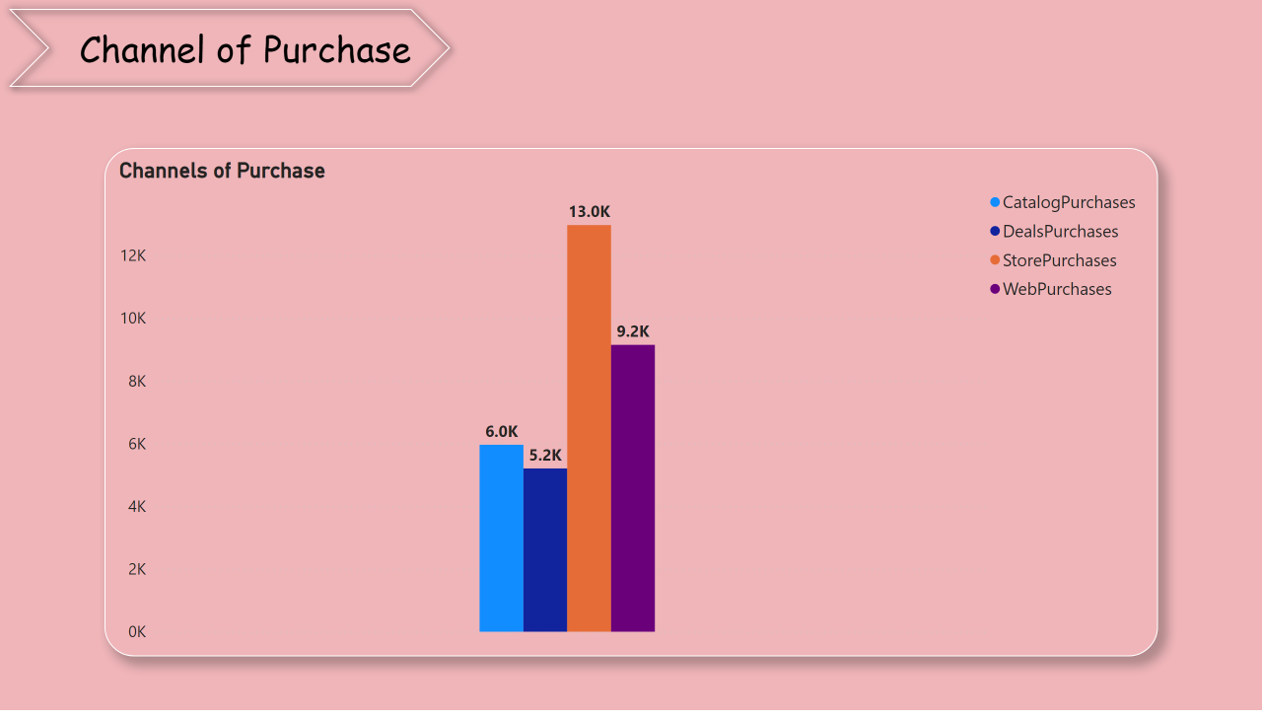 Channel of Purchase
Channels of Purchase
CatalogPurchases
DealsPurchases
StorePurchases
WebPurchases
13.0K
12K
10K
9.2K
8K
6K
6.0K
5.2K
4K
2K
0K